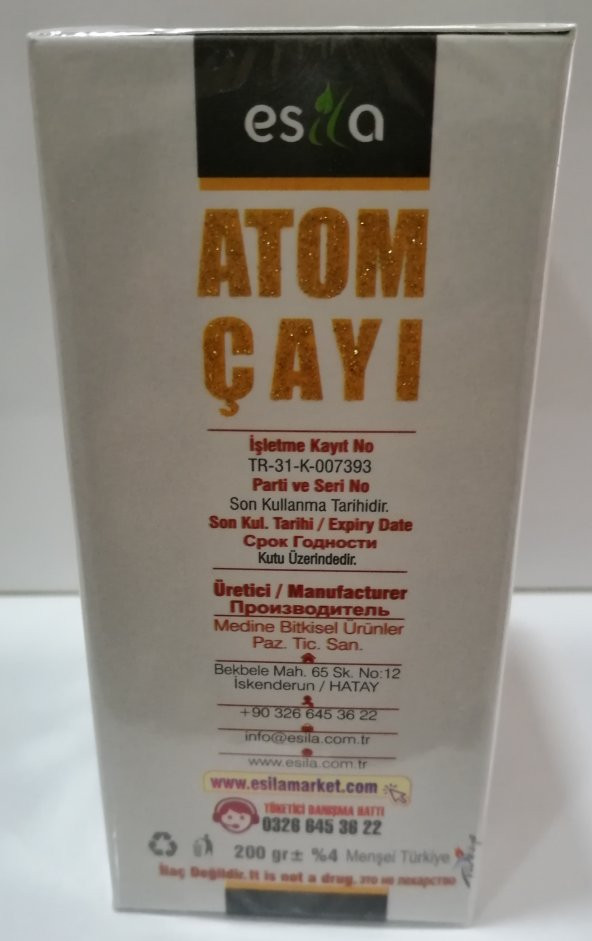 esila
ATOM
ÇAYI
İşletme Kayıt No
TR-31-K-007393
Parti ve Seri No
Son Kullanma Tarihidir.
Son Kul. Tarihi / Expiry Date
Срок Годности
Kutu Üzerindedir.
Üretici / Manufacturer
Производитель
Medine Bitkisel Ürünler
Paz. Tic. San.
Bekbele Mah. 65 Sk. No:12
İskenderun / HATAY
+90 326 645 36 22
info@esila.com.tr
www.esila.com.tr
www.esilamarket.com
TÜKETİCİ DANIŞMA HATTI
0326 645 36 22
200 gr± %4 Menşei Türkiye
İlaç Değildir. It is not a drug. это не лекарство